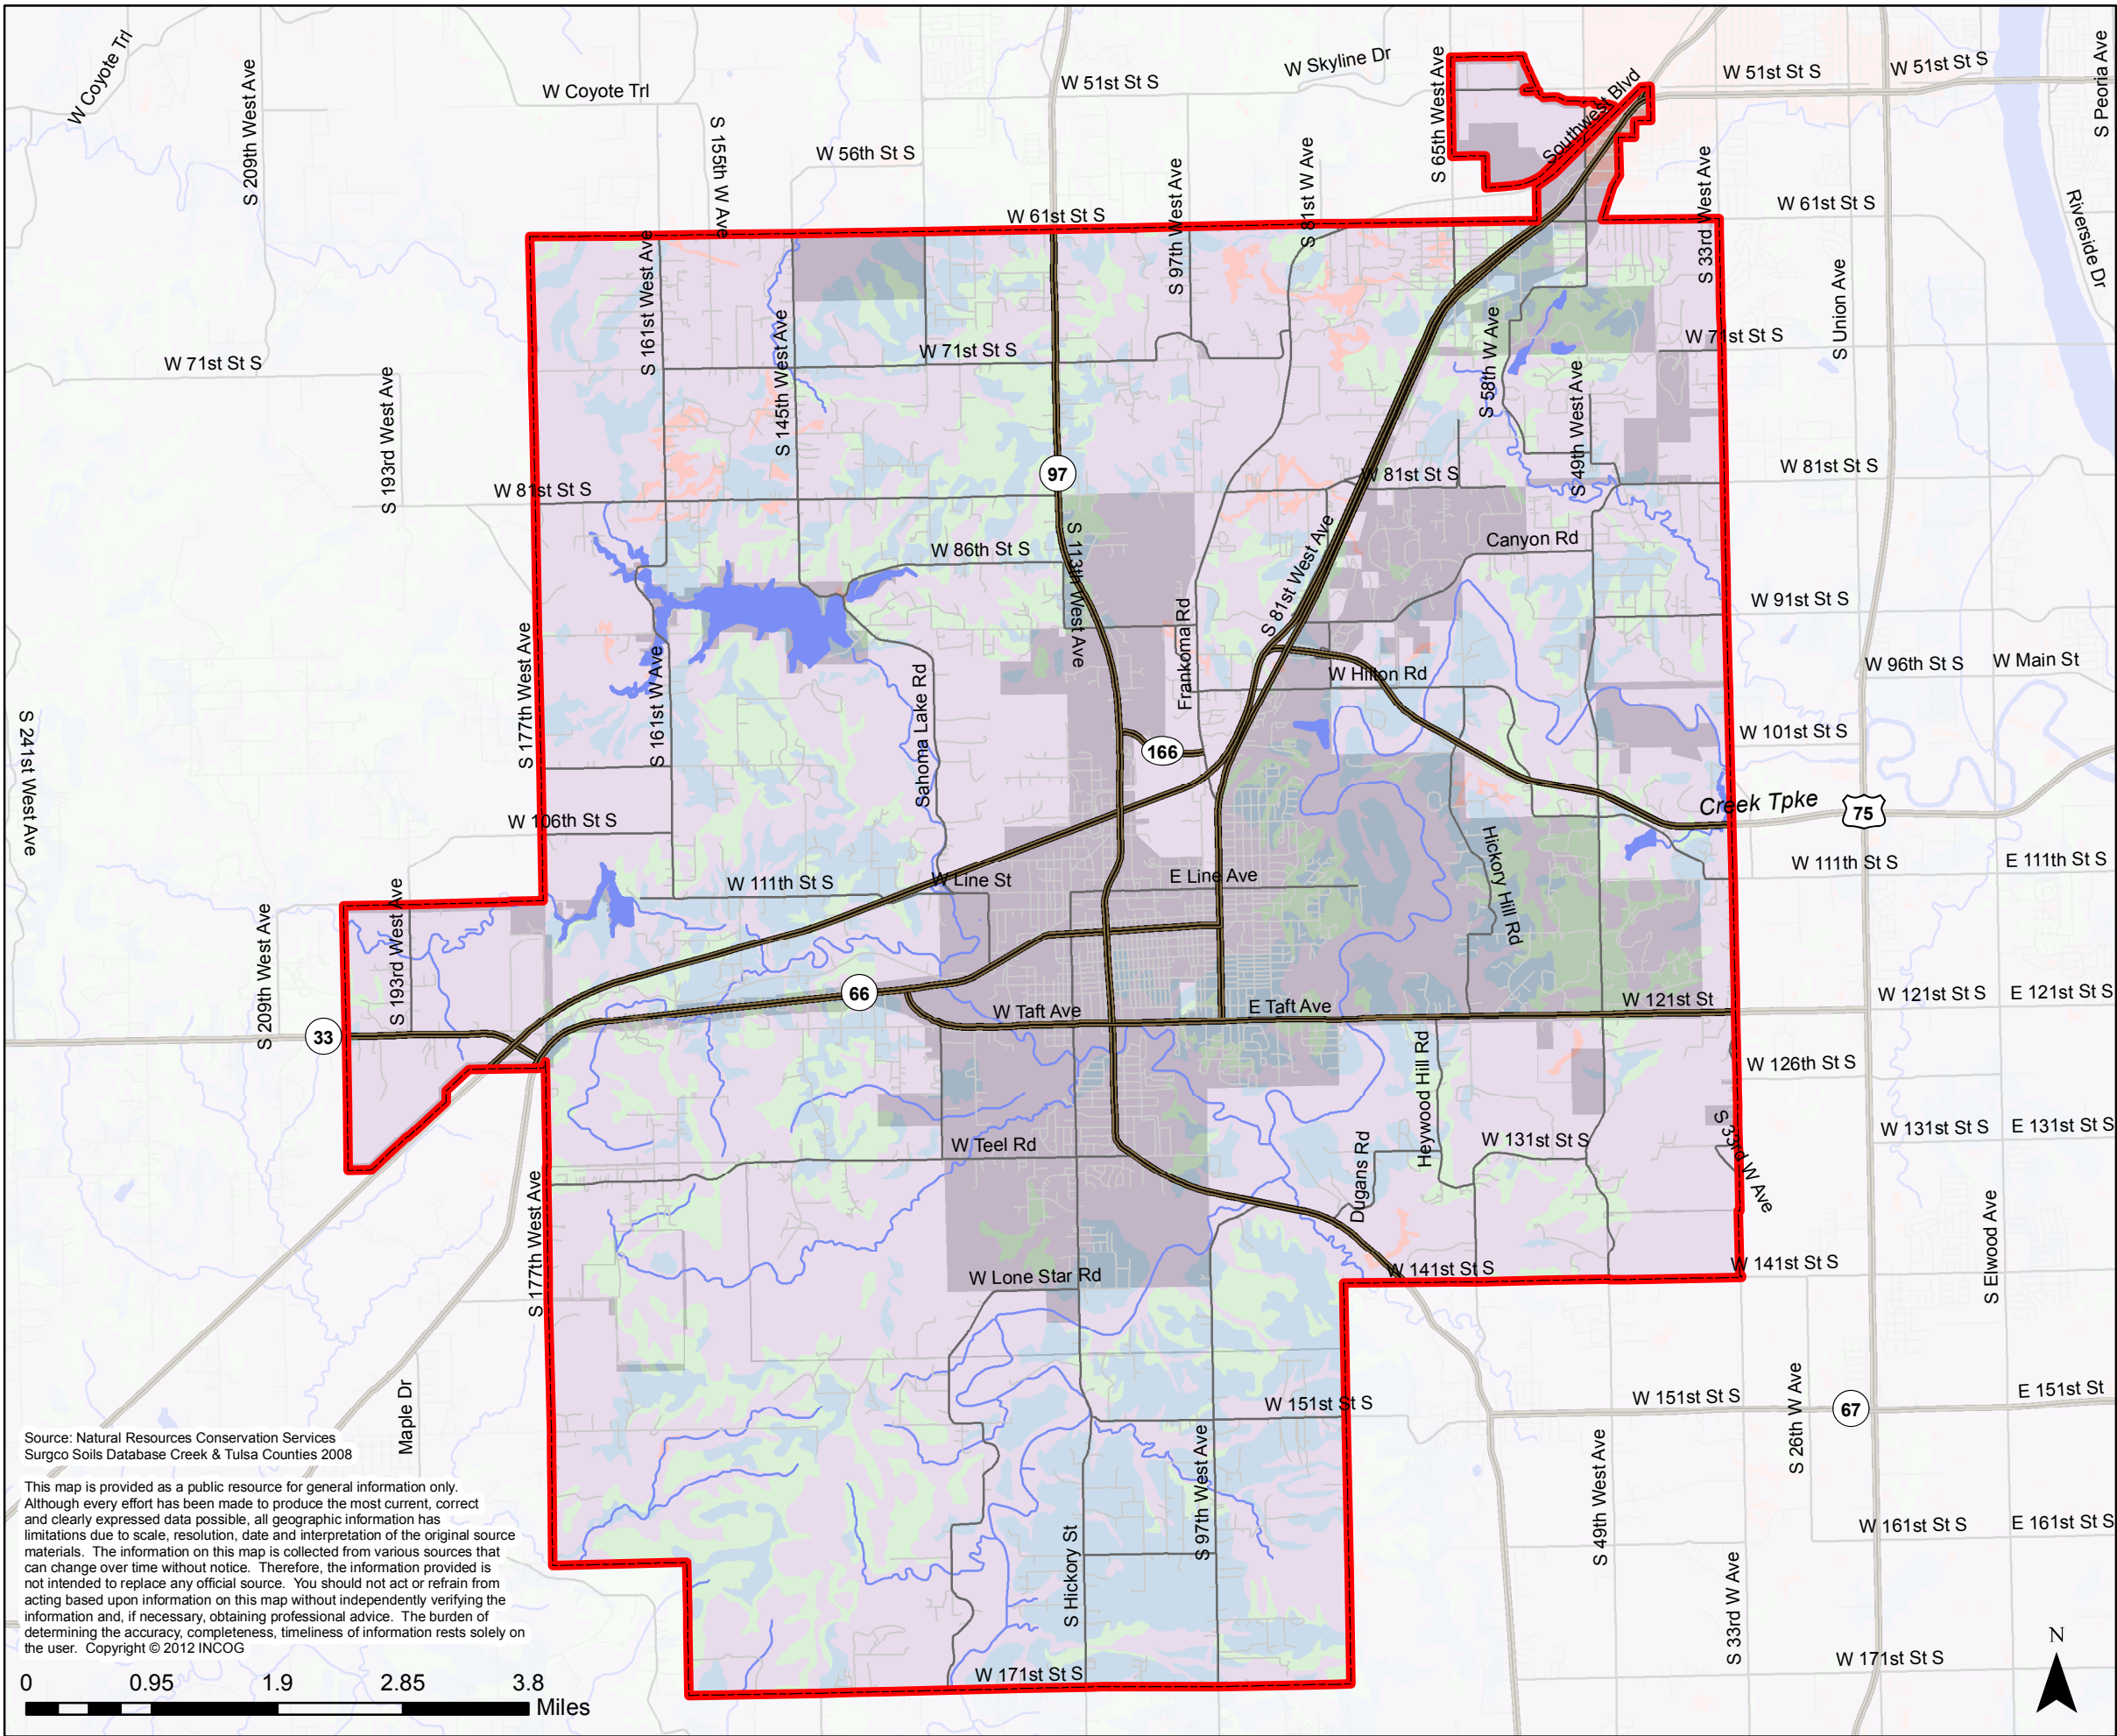 W Coyote Trl
S 209th West Ave
W Coyote Trl
S 155th W Ave
W 56th St S
W 51st St S
W Skyline Dr
S 65th West Ave
Southwest Blvd
W 51st St S
W 51st St S
S Peoria Ave
S 97th West Ave
S 81st W Ave
S 33rd West Ave
W 61st St S
W 61st St S
Riverside Dr
S 161st West Ave
S 145th West Ave
W 71st St S
W 71st St S
W 71st St S
S Union Ave
S 58th W Ave
S 49th West Ave
S 193rd West Ave
W 81st St S
97
W 81st St S
W 81st St S
S 113th West Ave
W 86th St S
S 81st West Ave
Canyon Rd
Frankoma Rd
W 91st St S
S 177th West Ave
S 161st W Ave
Sahoma Lake Rd
W Hilton Rd
W 96th St S
W Main St
S 241st West Ave
166
W 101st St S
Creek Tpke
75
W 106th St S
Hickory Hill Rd
W 111th St S
W Line St
E Line Ave
W 111th St S
E 111th St S
S 209th West Ave
S 193rd West Ave
66
W Taft Ave
E Taft Ave
W 121st St
W 121st St S
E 121st St S
33
Heywood Hill Rd
W 126th St S
W Teel Rd
Dugans Rd
W 131st St S
S 33rd W Ave
W 131st St S
E 131st St S
S 177th West Ave
W Lone Star Rd
W 141st St S
W 141st St S
S Elwood Ave
Maple Dr
W 151st St S
W 151st St S
S 26th W Ave
67
E 151st St
S 97th West Ave
S 49th West Ave
S Hickory St
W 161st St S
E 161st St S
S 33rd W Ave
W 171st St S
W 171st St S
Source: Natural Resources Conservation Services
Surgco Soils Database Creek & Tulsa Counties 2008
This map is provided as a public resource for general information only.
Although every effort has been made to produce the most current, correct
and clearly expressed data possible, all geographic information has
limitations due to scale, resolution, date and interpretation of the original source
materials. The information on this map is collected from various sources that
can change over time without notice. Therefore, the information provided is
not intended to replace any official source. You should not act or refrain from
acting based upon information on this map without independently verifying the
information and, if necessary, obtaining professional advice. The burden of
determining the accuracy, completeness, timeliness of information rests solely on
the user. Copyright © 2012 INCOG
0 0.95 1.9 2.85 3.8
Miles
N